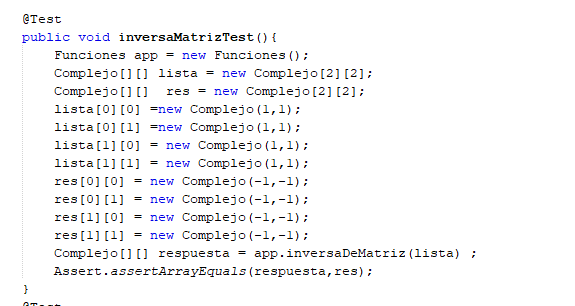 @Test
public void inversaMatrizTest(){
Funciones app = new Funciones();
Complejo[][] lista = new Complejo[2][2];
Complejo[][]  res = new Complejo[2][2];
lista[0][0] =new Complejo(1,1);
lista[0][1] =new Complejo(1,1);
lista[1][0] = new Complejo(1,1);
lista[1][1] = new Complejo(1,1);
res[0][0] = new Complejo(-1,-1);
res[0][1] = new Complejo(-1,-1);
res[1][0] = new Complejo(-1,-1);
res[1][1] = new Complejo(-1,-1);
Complejo[][] respuesta = app.inversaDeMatriz(lista) ;
Assert.assertArrayEquals(respuesta,res);
}
@Test